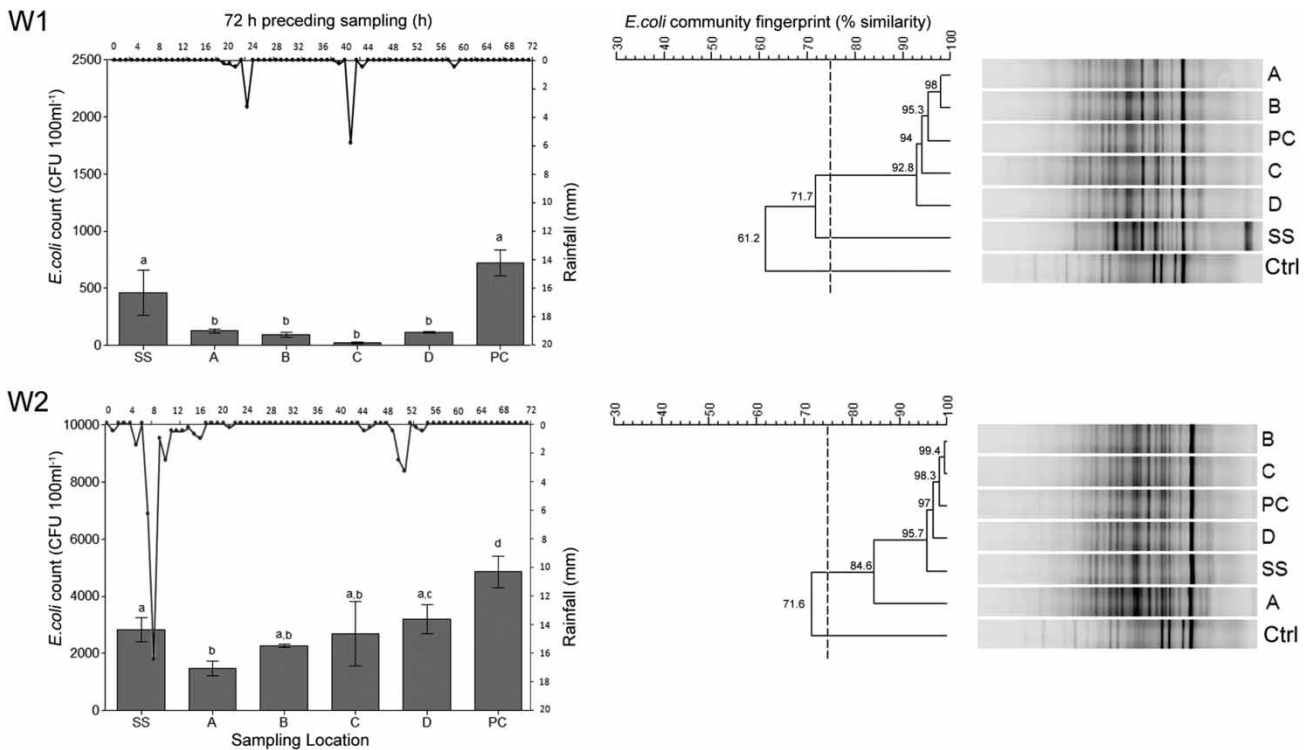 W1
72 h preceding sampling (h)
0 4 8 12 16 20 24 28 32 36 40 44 48 52 56 60 64 68 72
E.coli count (CFU 100ml-1)
2500
2000
1500
1000
500
0
0
2
4
6
8
10
12
14
16
18
20
Rainfall (mm)
a
b
b
b
b
a
SS A B C D PC
E.coli community fingerprint (% similarity)
30 40 50 60 70 80 90 100
98
95.3
94
92.8
71.7
61.2
A
B
PC
C
D
SS
Ctrl
W2
0 4 8 12 16 20 24 28 32 36 40 44 48 52 56 60 64 68 72
E.coli count (CFU 100ml-1)
10000
8000
6000
4000
2000
0
0
2
4
6
8
10
12
14
16
18
20
Rainfall (mm)
a
b
a,b
a,b
a,c
d
SS A B C D PC
Sampling Location
30 40 50 60 70 80 90 100
99.4
98.3
97
95.7
84.6
71.6
B
C
PC
D
SS
A
Ctrl